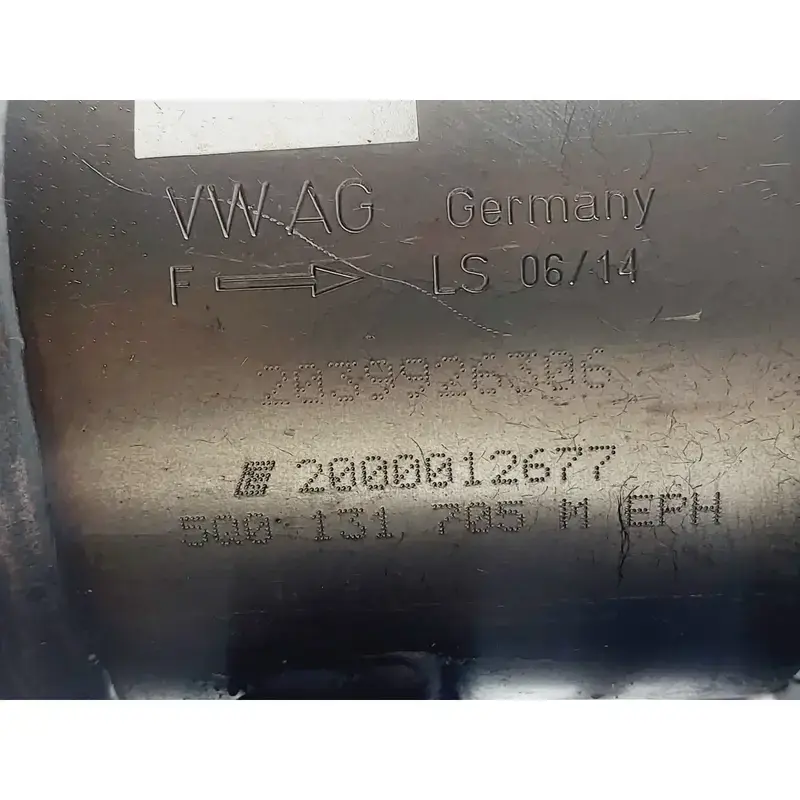 VW AG Germany
F LS 06/14
2039926306
E 2000012677
5Q0 131 705 M EPH